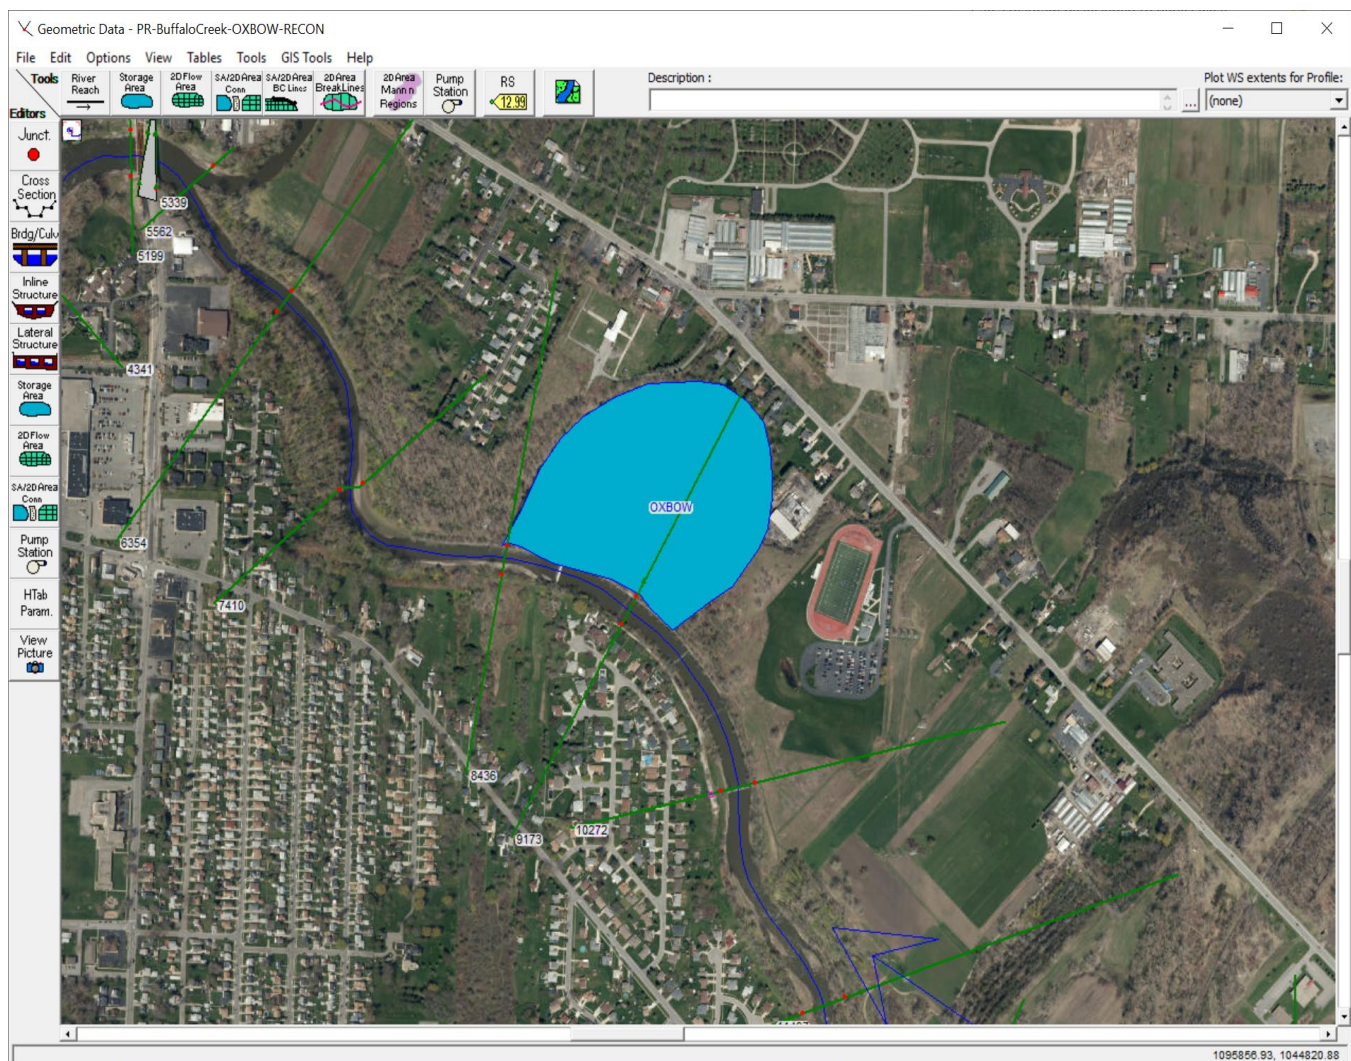 Geometric Data - PR-BuffaloCreek-OXBOW-RECON
File Edit Options View Tables Tools GIS Tools Help
Tools
Editors
River
Reach
Storage
Area
2D Flow
Area
SA/2D Area
Conn
SA/2D Area
BC Lines
2D Area
BreakLines
2D Area
Mann n
Regions
Pump
Station
RS
12.99
Description :
...
Plot WS extents for Profile:
(none)
Junct.
Cross
Section
Brdg/Culv
Inline
Structure
Lateral
Structure
Storage
Area
2D Flow
Area
SA/2D Area
Conn
Pump
Station
HTab
Param.
View
Picture
5339
5562
5199
4341
6354
7410
OXBOW
8436
9173
10272
1095856.93, 1044820.88